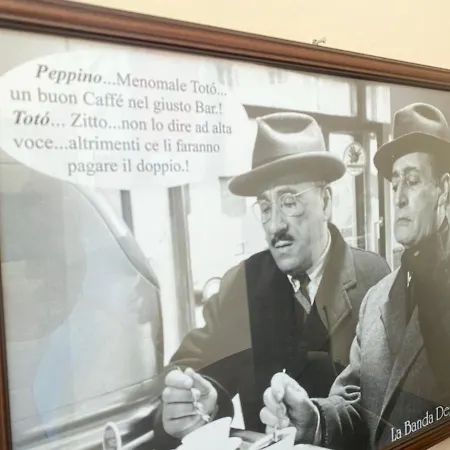 Peppino...Menomale Totó...
un buon Caffé nel giusto Bar.!
Totó... Zitto...non lo dire ad alta
voce...altrimenti ce li faranno
pagare il doppio.!
La Banda De